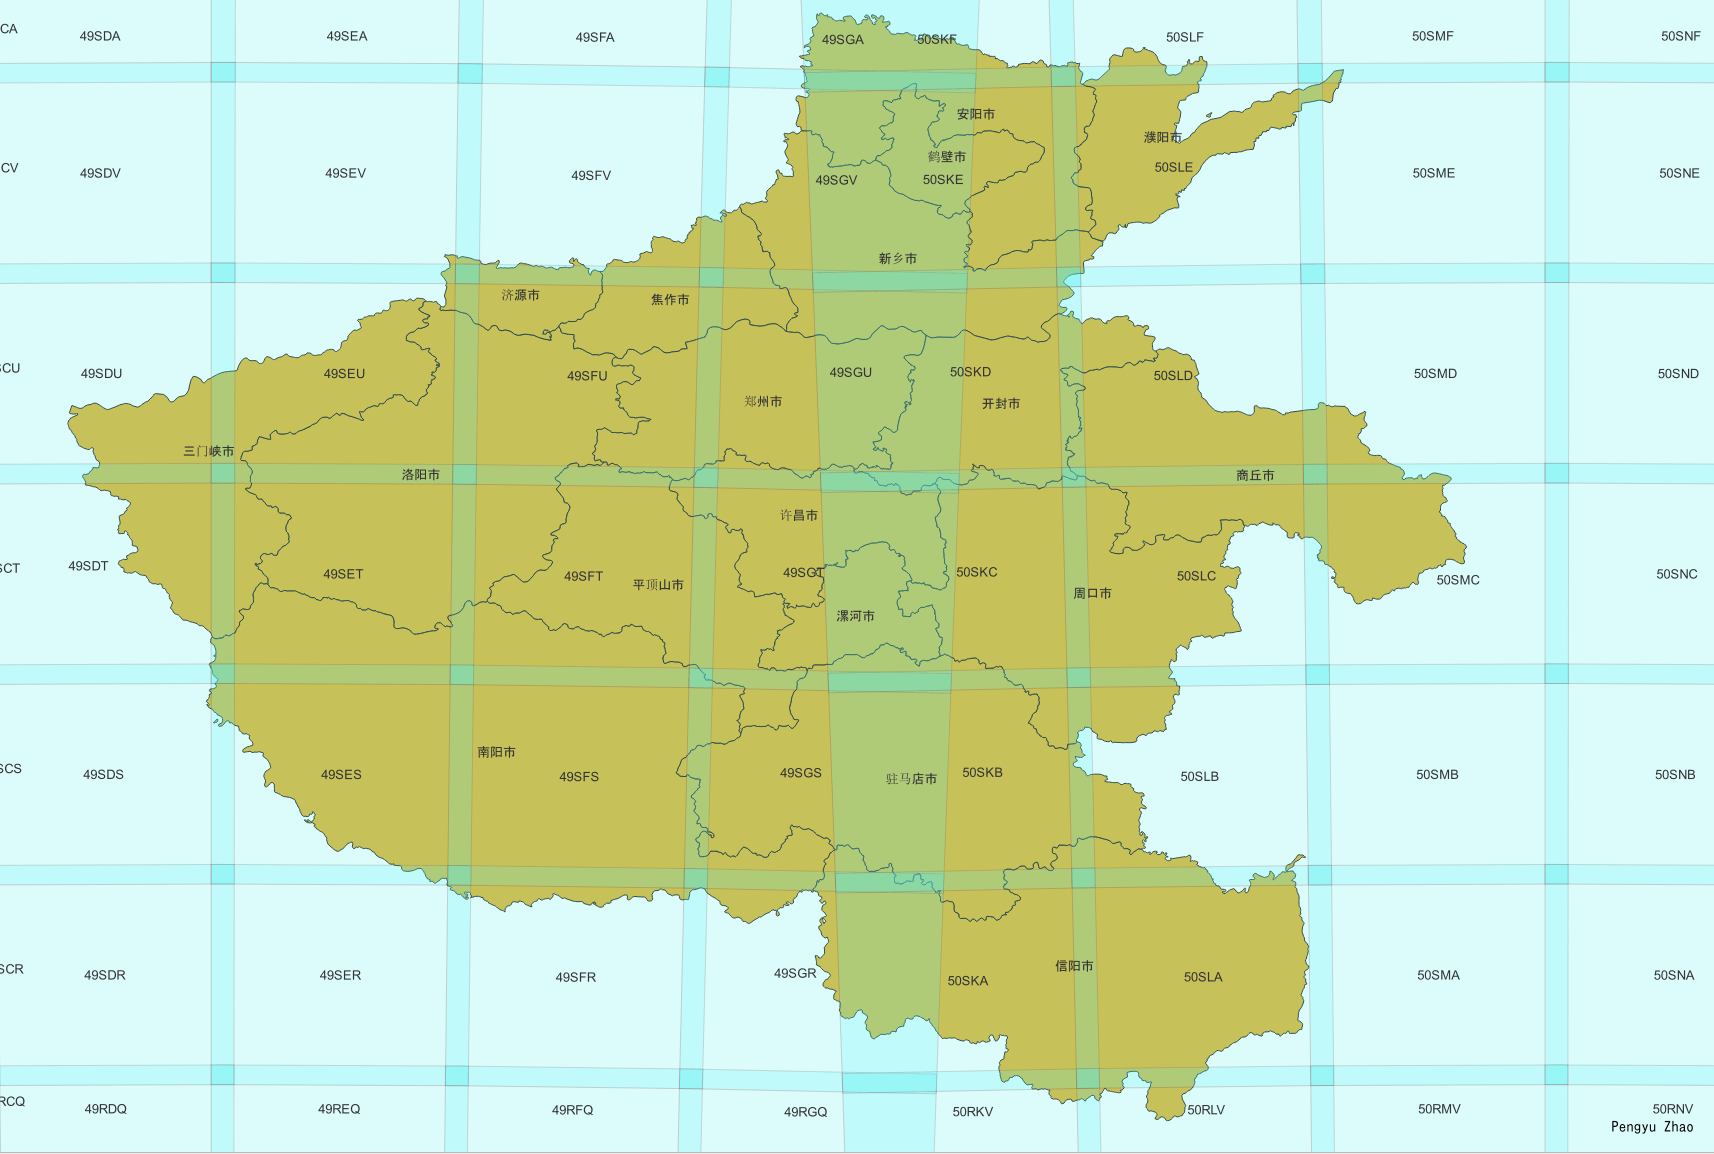 CA 49SDA 49SEA 49SFA 49SGA 50SKF 50SLF 50SMF 50SNF
安阳市
濮阳市
鹤壁市
CV 49SDV 49SEV 49SFV 49SGV 50SKE 50SLE 50SME 50SNE
新乡市
济源市 焦作市
SCU 49SDU 49SEU 49SFU 49SGU 50SKD 50SLD 50SMD 50SND
郑州市 开封市
三门峡市
洛阳市 商丘市
许昌市
SCT 49SDT 49SET 49SFT 49SGT 50SKC 50SLC 50SMC 50SNC
平顶山市 周口市
漯河市
南阳市
SCS 49SDS 49SES 49SFS 49SGS 驻马店市 50SKB 50SLB 50SMB 50SNB
信阳市
SCR 49SDR 49SER 49SFR 49SGR 50SKA 50SLA 50SMA 50SNA
RCQ 49RDQ 49REQ 49RFQ 49RGQ 50RKV 50RLV 50RMV 50RNV
Pengyu Zhao